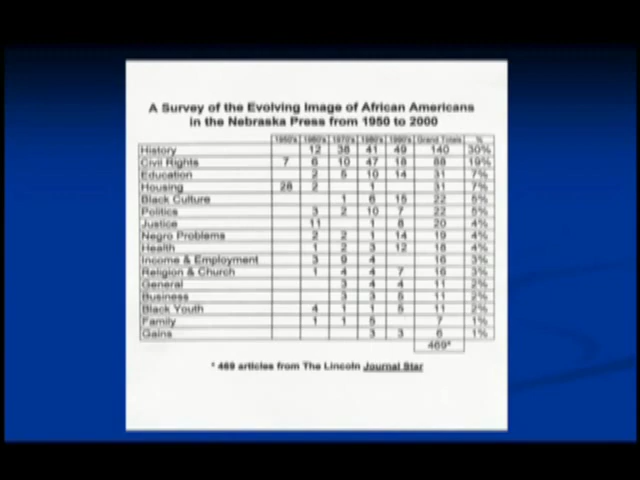 A Survey of the Evolving Image of African Americans
in the Nebraska Press from 1950 to 2000
1950's 1960's 1970's 1980's 1990's Grand Totals %
History 12 38 41 49 140 30%
Civil Rights 7 6 10 47 18 88 19%
Education 2 5 10 14 31 7%
Housing 28 2 1 31 7%
Black Culture 1 6 15 22 5%
Politics 3 2 10 7 22 5%
Justice 11 1 8 20 4%
Negro Problems 2 2 1 14 19 4%
Health 1 2 3 12 18 4%
Income & Employment 3 9 4 16 3%
Religion & Church 1 4 4 7 16 3%
General 3 4 4 11 2%
Business 3 3 5 11 2%
Black Youth 4 1 1 5 11 2%
Family 1 1 5 7 1%
Gains 3 3 6 1%
469*
* 469 articles from The Lincoln Journal Star